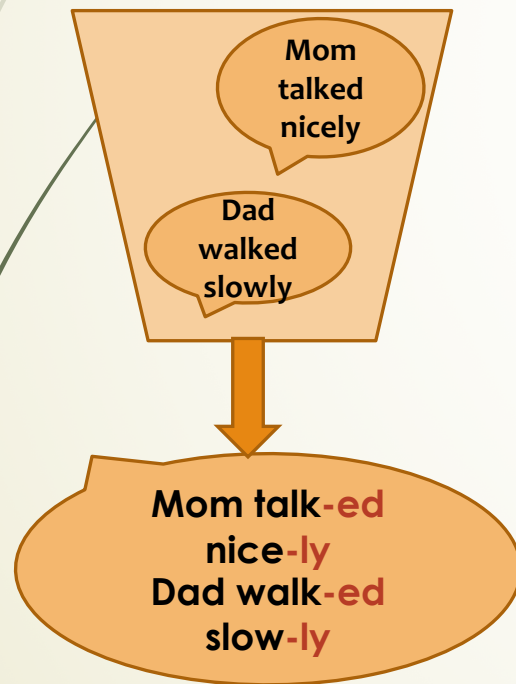 Mom
talked
nicely
Dad
walked
slowly
Mom talk-ed
nice-ly
Dad walk-ed
slow-ly